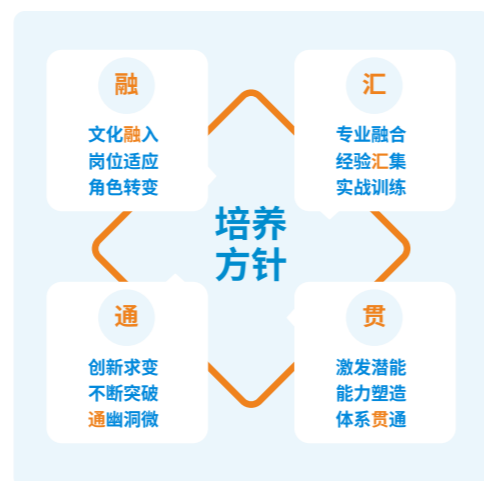 融
文化融入
岗位适应
角色转变
汇
专业融合
经验汇集
实战训练
培养
方针
通
创新求变
不断突破
通幽洞微
贯
激发潜能
能力塑造
体系贯通